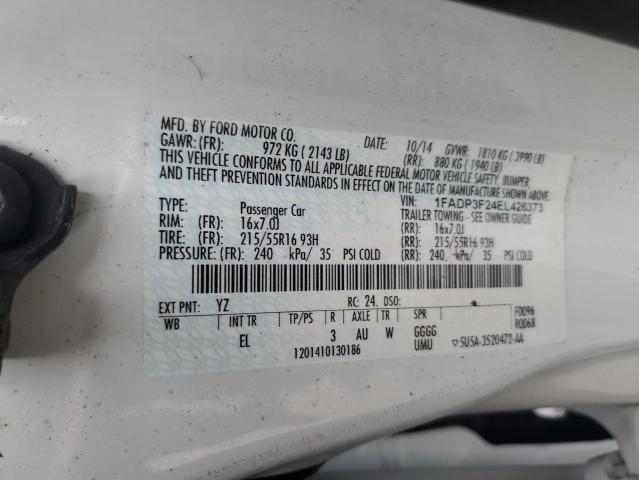 MFD. BY FORD MOTOR CO. DATE: 10/14 GVWR: 1810 KG ( 3990 LB)
GAWR: (FR): 972 KG ( 2143 LB) (RR): 880 KG ( 1940 LB)
THIS VEHICLE CONFORMS TO ALL APPLICABLE FEDERAL MOTOR VEHICLE SAFETY, BUMPER,
AND THEFT PREVENTION STANDARDS IN EFFECT ON THE DATE OF MANUFACTURE SHOWN ABOVE.
VIN: 1FADP3F24EL426373
TYPE: Passenger Car TRAILER TOWING - SEE OWNER GUIDE
RIM: (FR): 16x7.0J (RR): 16x7.0J
TIRE: (FR): 215/55R16 93H (RR): 215/55R16 93H
PRESSURE: (FR): 240 kPa/ 35 PSI COLD (RR): 240 kPa/ 35 PSI COLD
EXT PNT: YZ RC: 24 DSO: F0096
WB INT TR TP/PS R AXLE TR SPR R0068
EL 3 AU W GGGG
1201410130186 UMU 5U5A-3520472-AA